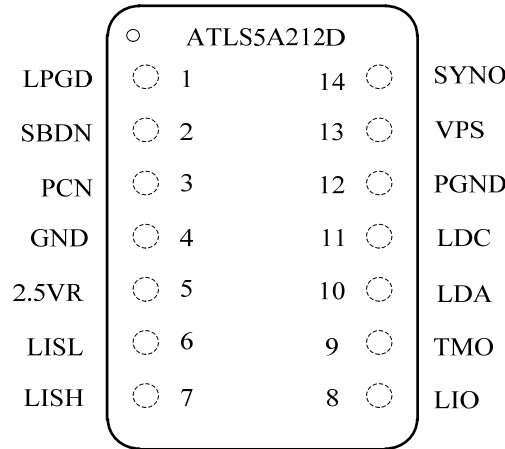 ATLS5A212D
LPGD 1 14 SYNO
SBDN 2 13 VPS
PCN 3 12 PGND
GND 4 11 LDC
2.5VR 5 10 LDA
LISL 6 9 TMO
LISH 7 8 LIO